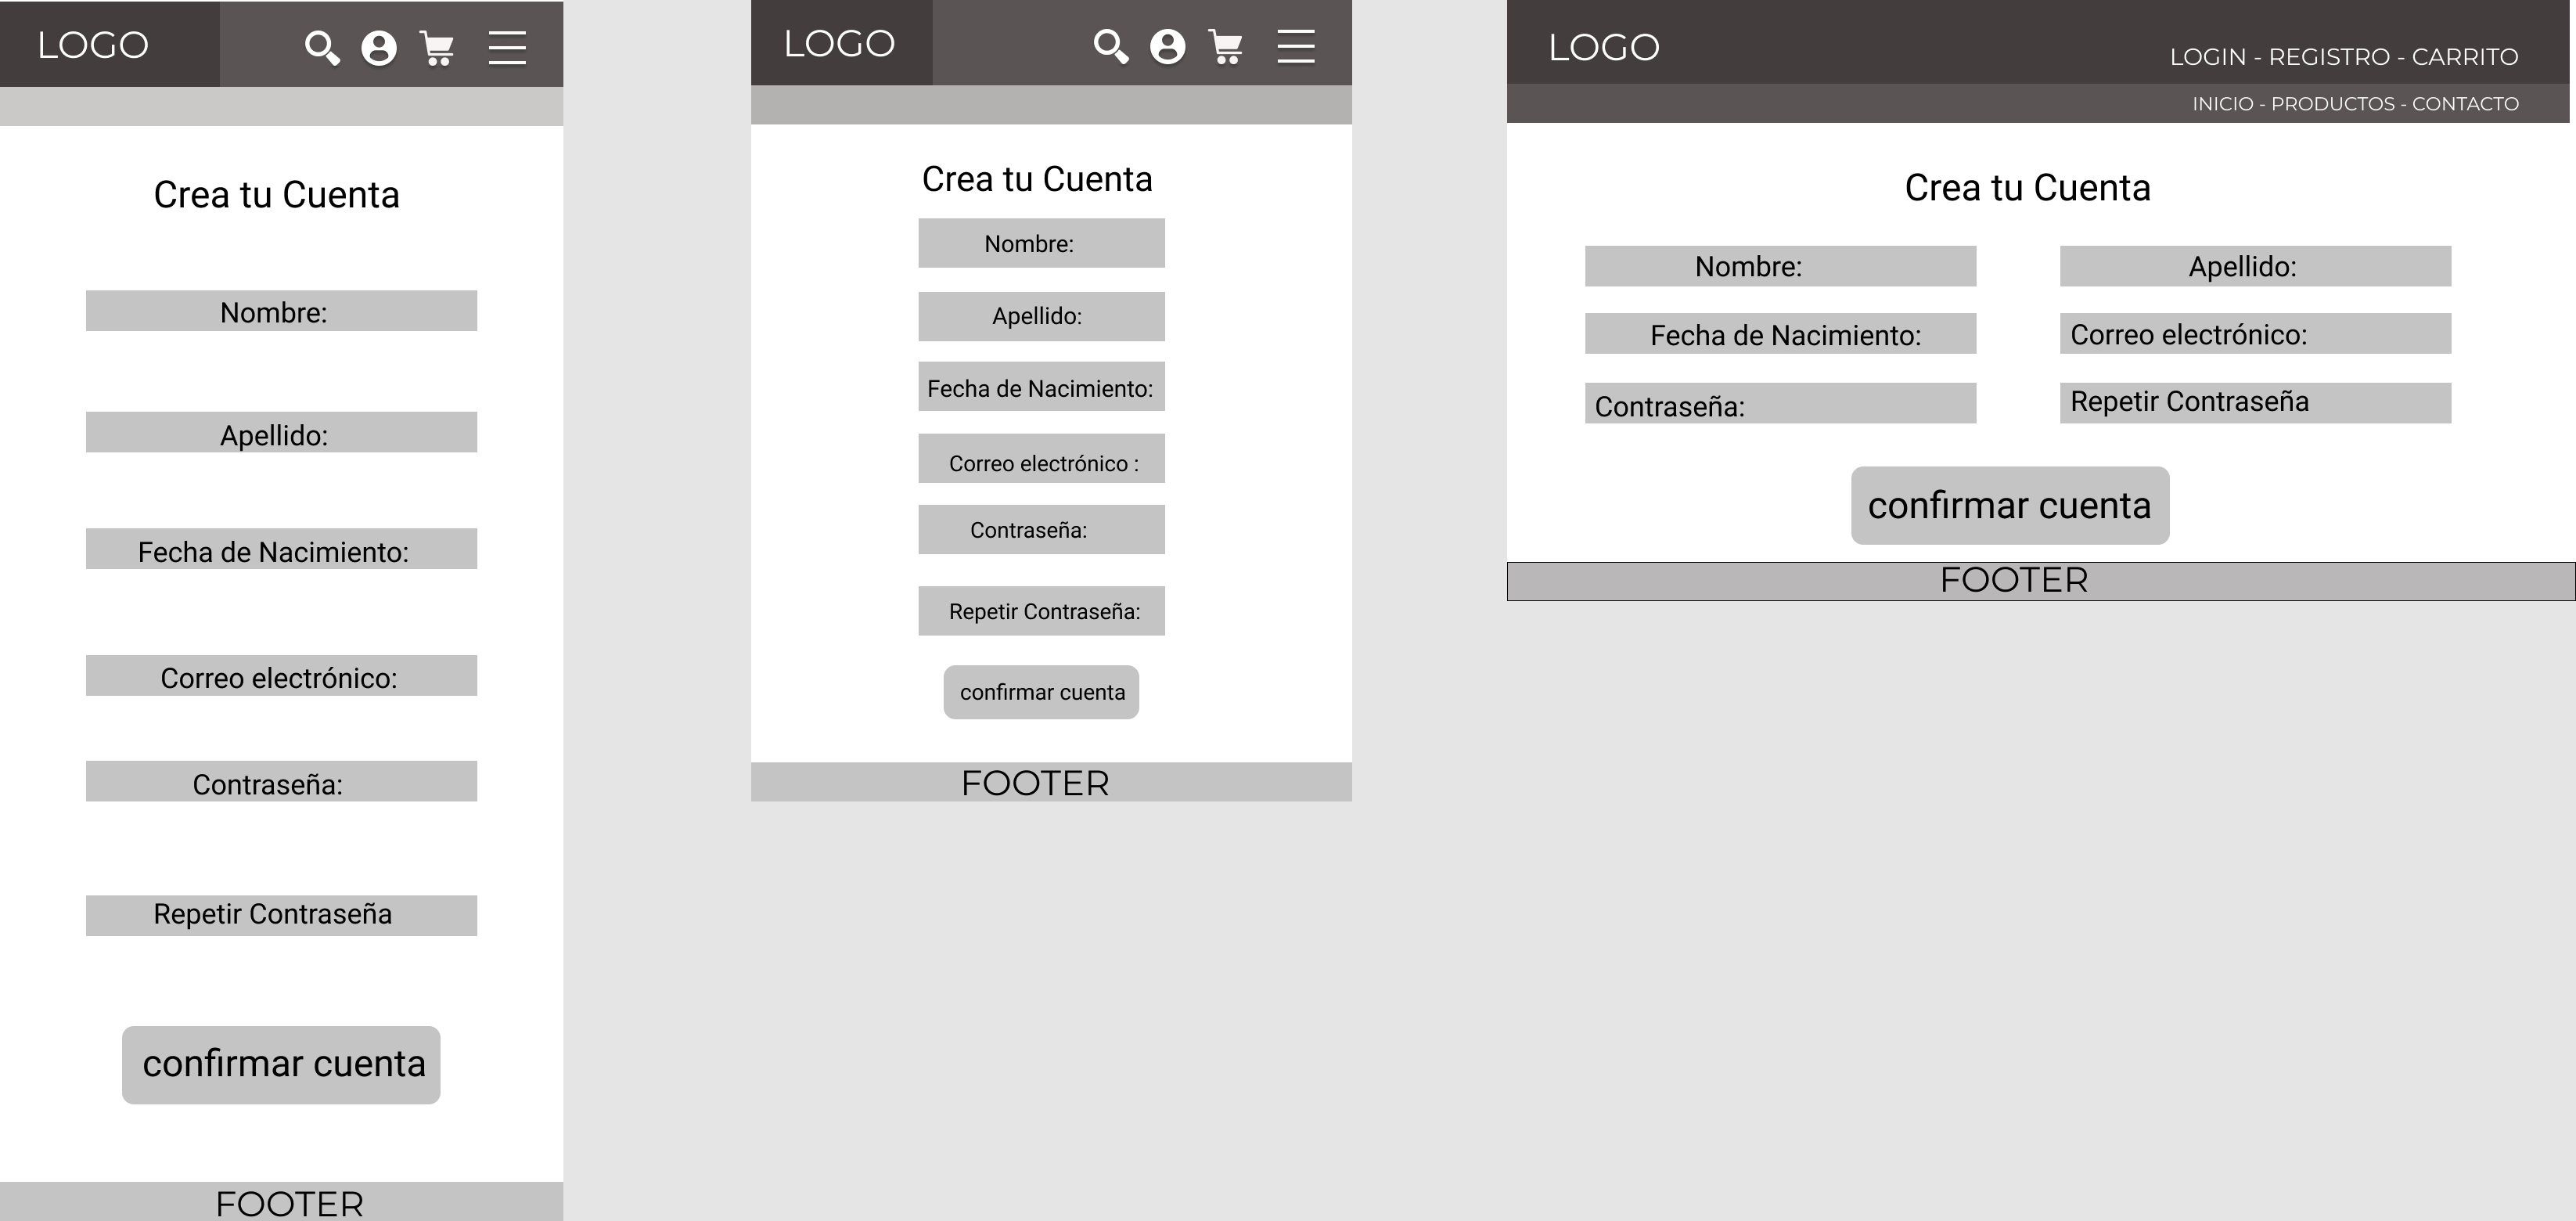 LOGO
Crea tu Cuenta
Nombre:
Apellido:
Fecha de Nacimiento:
Correo electrónico:
Contraseña:
Repetir Contraseña
confirmar cuenta
FOOTER
LOGO
Crea tu Cuenta
Nombre:
Apellido:
Fecha de Nacimiento:
Correo electrónico :
Contraseña:
Repetir Contraseña:
confirmar cuenta
FOOTER
LOGO
LOGIN - REGISTRO - CARRITO
INICIO - PRODUCTOS - CONTACTO
Crea tu Cuenta
Nombre:
Apellido:
Fecha de Nacimiento:
Correo electrónico:
Contraseña:
Repetir Contraseña
confirmar cuenta
FOOTER